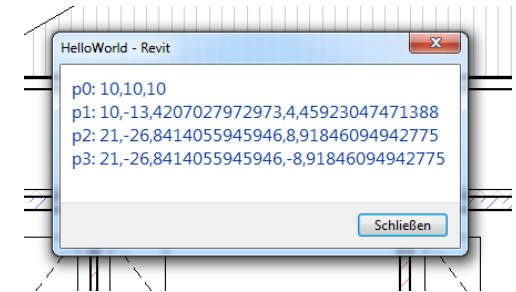 HelloWorld - Revit
p0: 10,10,10
p1: 10,-13,4207027972973,4,45923047471388
p2: 21,-26,8414055945946,8,91846094942775
p3: 21,-26,8414055945946,-8,91846094942775
Schließen